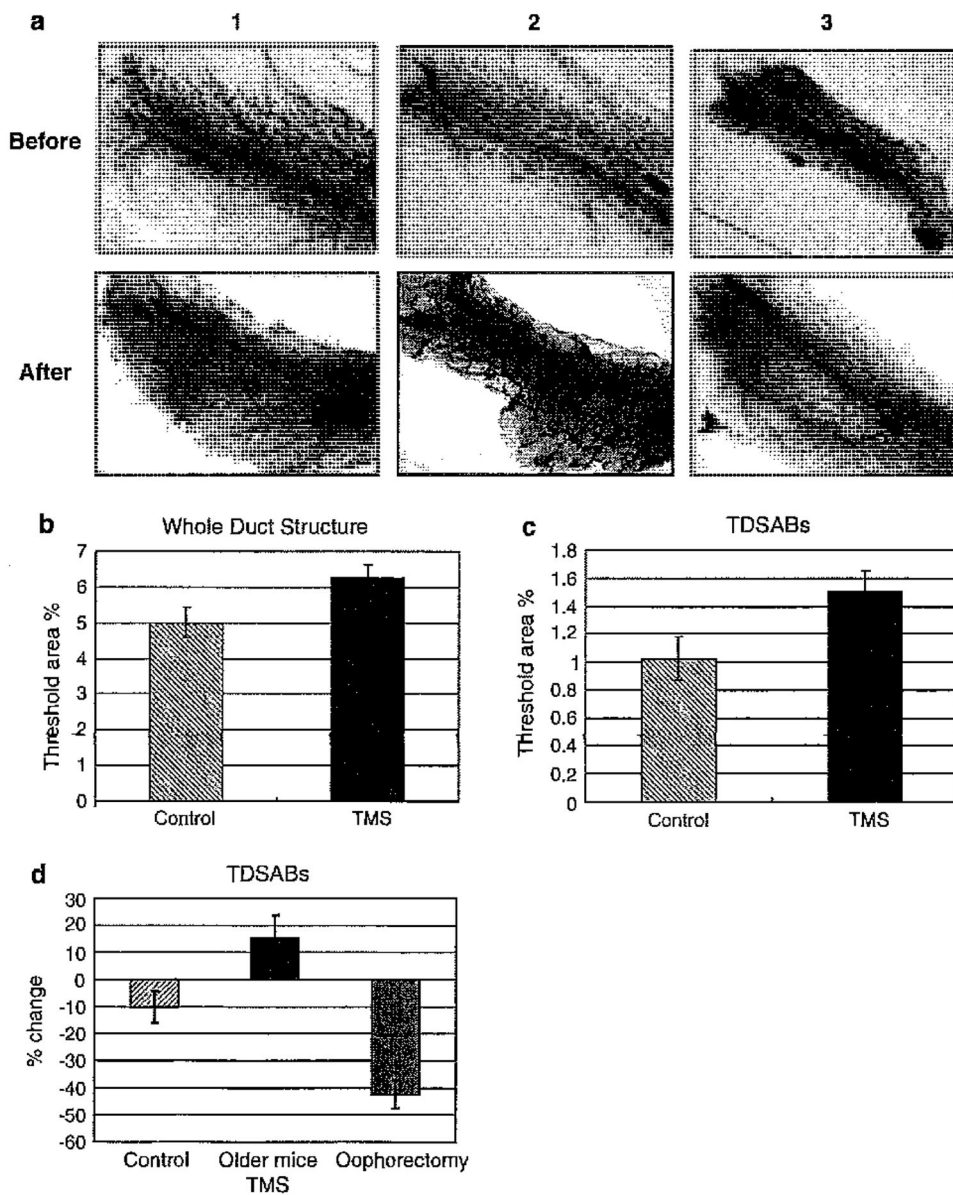 a 1 2 3
Before
After
b Whole Duct Structure
Threshold area %
7
6
5
4
3
2
1
0
Control TMS
c TDSABs
Threshold area %
1.8
1.6
1.4
1.2
1
0.8
0.6
0.4
0.2
0
Control TMS
d TDSABs
% change
30
20
10
0
-10
-20
-30
-40
-50
-60
Control Older mice Oophorectomy
TMS